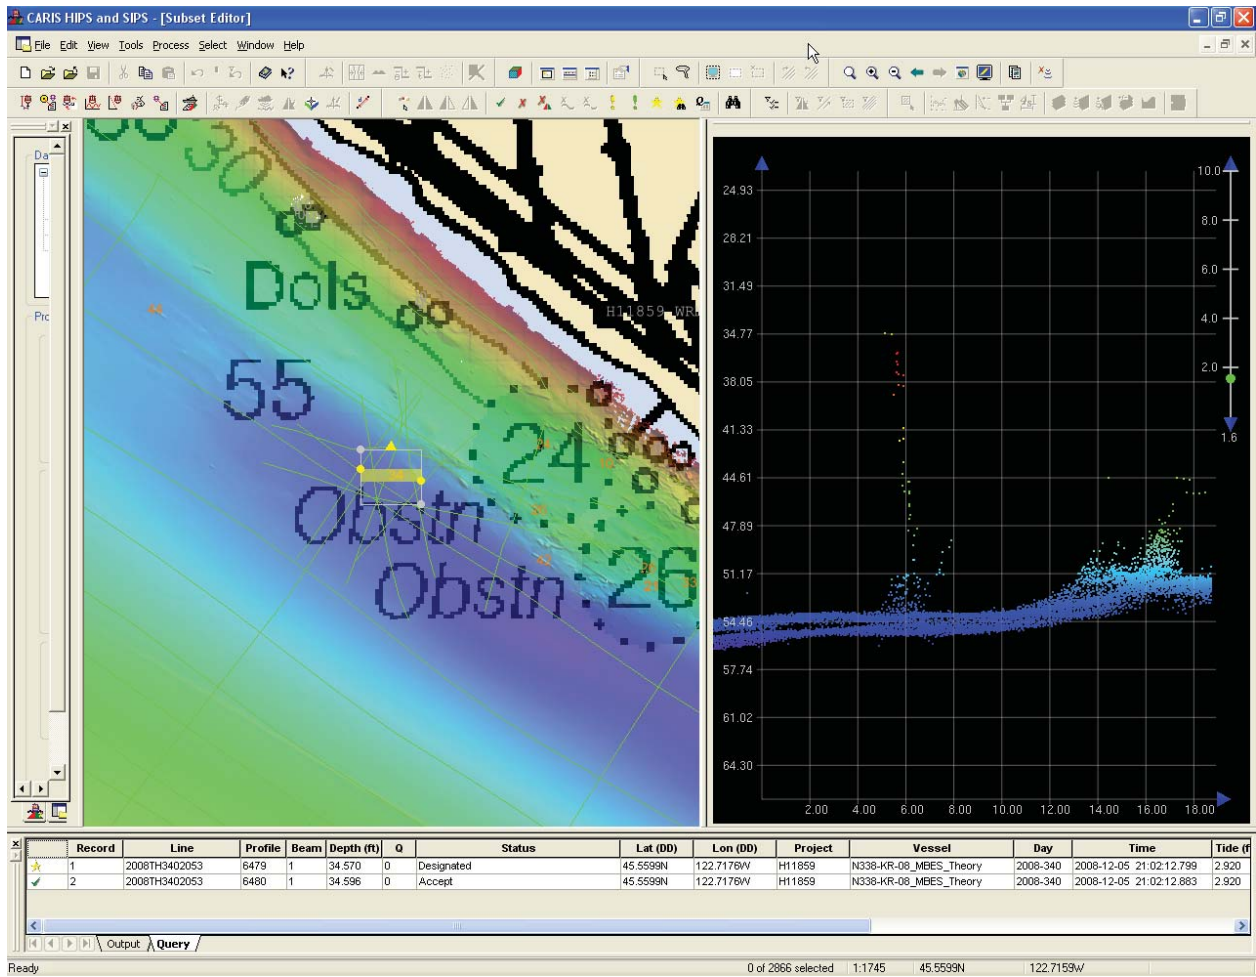 CARIS HIPS and SIPS - [Subset Editor]
File Edit View Tools Process Select Window Help
Da
Prc
30
Dols
H11859_WR
55
24
Obstn
Obstn
26
24.93
28.21
31.49
34.77
38.05
41.33
44.61
47.89
51.17
54.46
57.74
61.02
64.30
2.00 4.00 6.00 8.00 10.00 12.00 14.00 16.00 18.00
10.0
8.0
6.0
4.0
2.0
1.6
Record Line Profile Beam Depth (ft) Q Status Lat (DD) Lon (DD) Project Vessel Day Time Tide (f
1 2008TH3402053 6479 1 34.570 0 Designated 45.5599N 122.7176W H11859 N338-KR-08_MBES_Theory 2008-340 2008-12-05 21:02:12.799 2.920
2 2008TH3402053 6480 1 34.596 0 Accept 45.5599N 122.7176W H11859 N338-KR-08_MBES_Theory 2008-340 2008-12-05 21:02:12.883 2.920
Output Query
Ready 0 of 2866 selected 1:1745 45.5599N 122.7159W